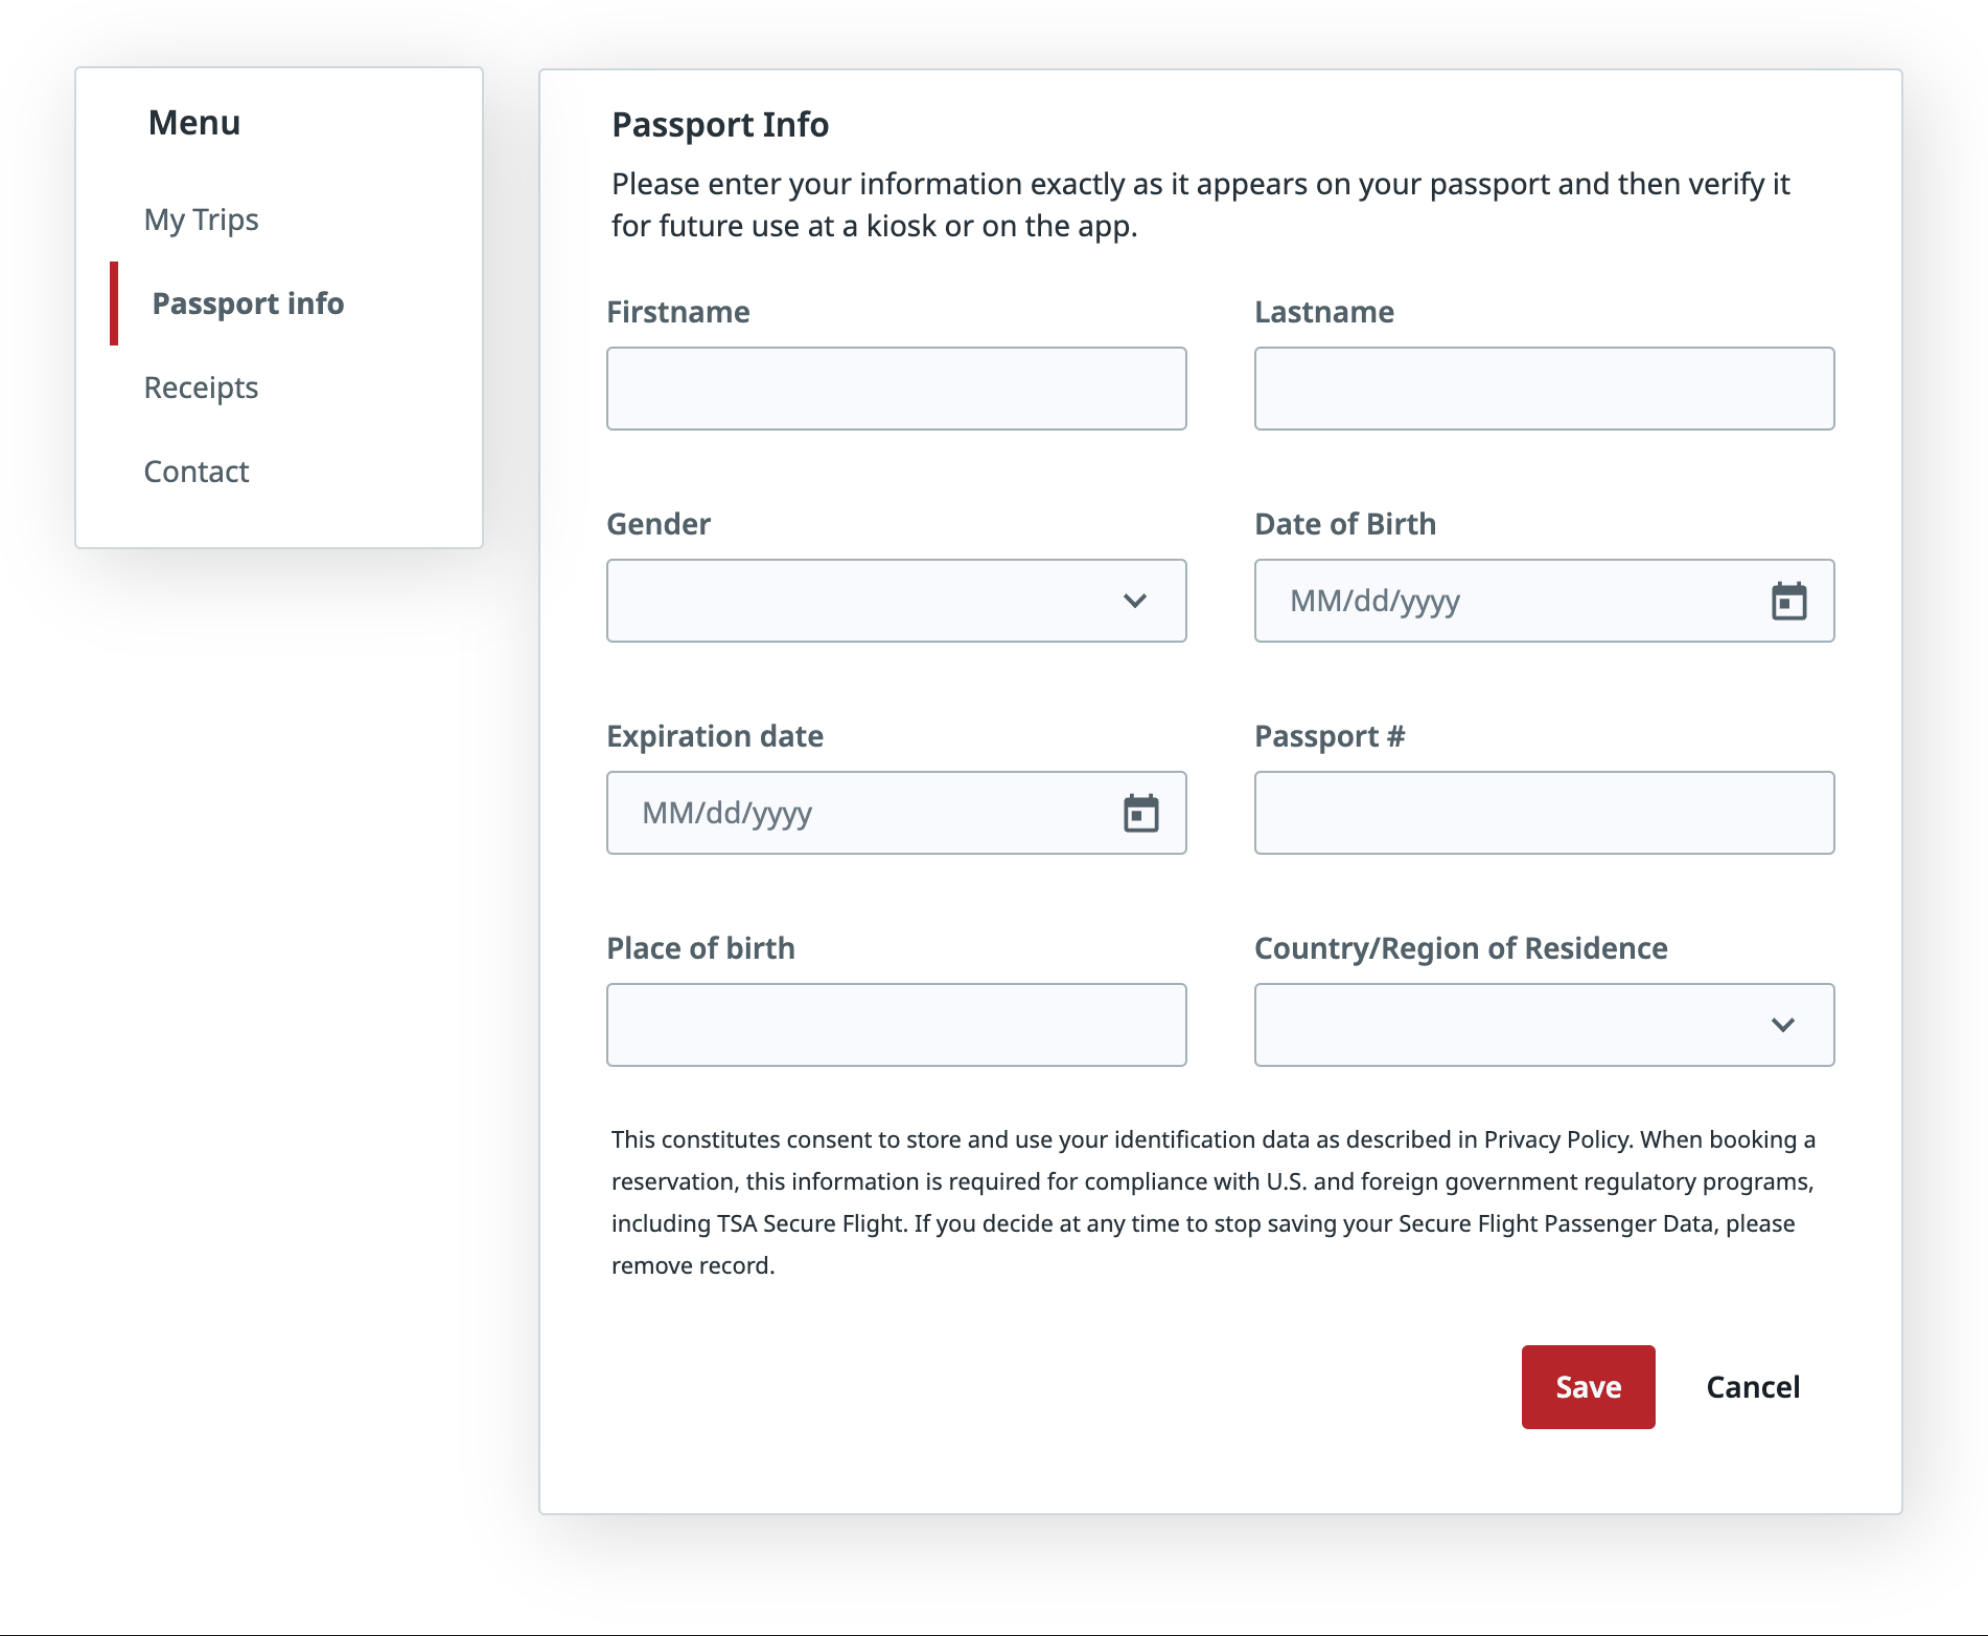 Menu
My Trips
Passport info
Receipts
Contact
Passport Info
Please enter your information exactly as it appears on your passport and then verify it
for future use at a kiosk or on the app.
Firstname
Lastname
Gender
Date of Birth
MM/dd/yyyy
Expiration date
Passport #
MM/dd/yyyy
Place of birth
Country/Region of Residence
This constitutes consent to store and use your identification data as described in Privacy Policy. When booking a
reservation, this information is required for compliance with U.S. and foreign government regulatory programs,
including TSA Secure Flight. If you decide at any time to stop saving your Secure Flight Passenger Data, please
remove record.
Save
Cancel